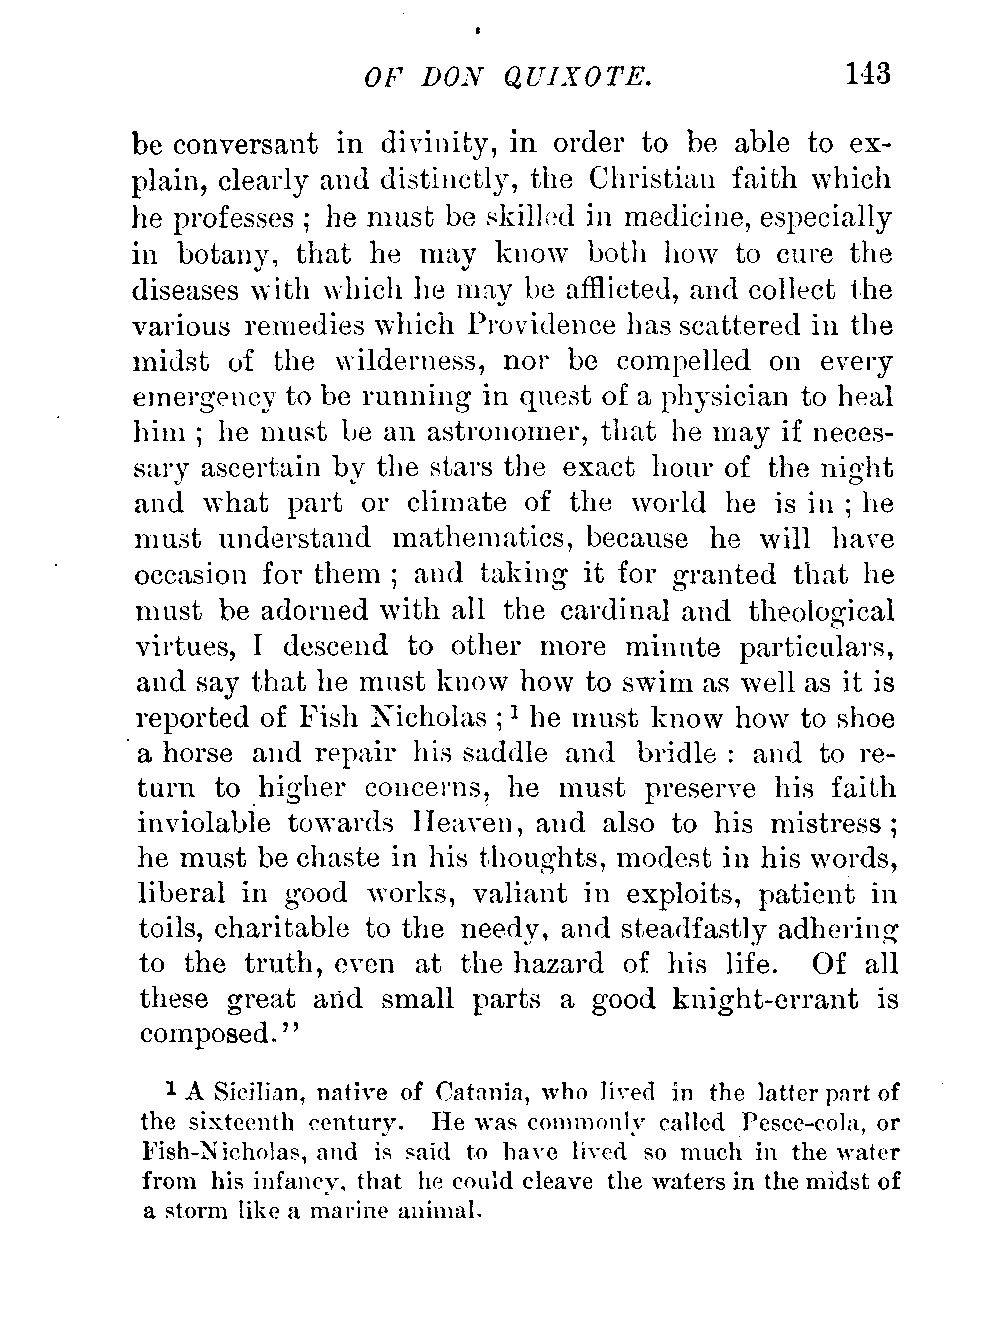 OF DON QUIXOTE. 143
be conversant in divinity, in order to be able to ex-
plain, clearly and distinctly, the Christian faith which
he professes ; he must be skilled in medicine, especially
in botany, that he may know both how to cure the
diseases with which he may be afflicted, and collect the
various remedies which Providence has scattered in the
midst of the wilderness, nor be compelled on every
emergency to be running in quest of a physician to heal
him ; he must be an astronomer, that he may if neces-
sary ascertain by the stars the exact hour of the night
and what part or climate of the world he is in ; he
must understand mathematics, because he will have
occasion for them ; and taking it for granted that he
must be adorned with all the cardinal and theological
virtues, I descend to other more minute particulars,
and say that he must know how to swim as well as it is
reported of Fish Nicholas ; 1 he must know how to shoe
a horse and repair his saddle and bridle : and to re-
turn to higher concerns, he must preserve his faith
inviolable towards Heaven, and also to his mistress ;
he must be chaste in his thoughts, modest in his words,
liberal in good works, valiant in exploits, patient in
toils, charitable to the needy, and steadfastly adhering
to the truth, even at the hazard of his life. Of all
these great and small parts a good knight-errant is
composed.”
1 A Sicilian, native of Catania, who lived in the latter part of
the sixteenth century. He was commonly called Pesce-cola, or
Fish-Nicholas, and is said to have lived so much in the water
from his infancy, that he could cleave the waters in the midst of
a storm like a marine animal.